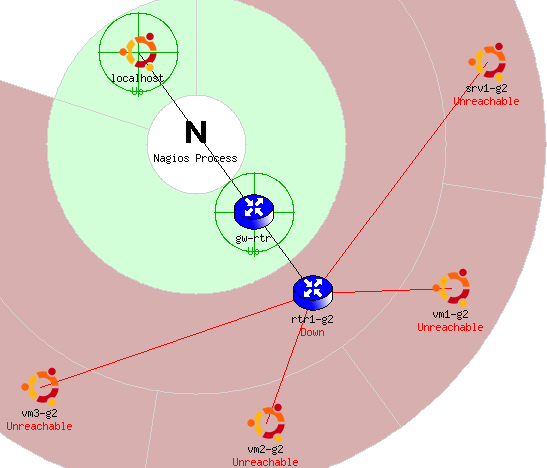 localhost
Up
srv1-g2
Unreachable
N
Nagios Process
gw-rtr
Up
vm1-g2
Unreachable
rtr1-g2
Down
vm3-g2
Unreachable
vm2-g2
Unreachable